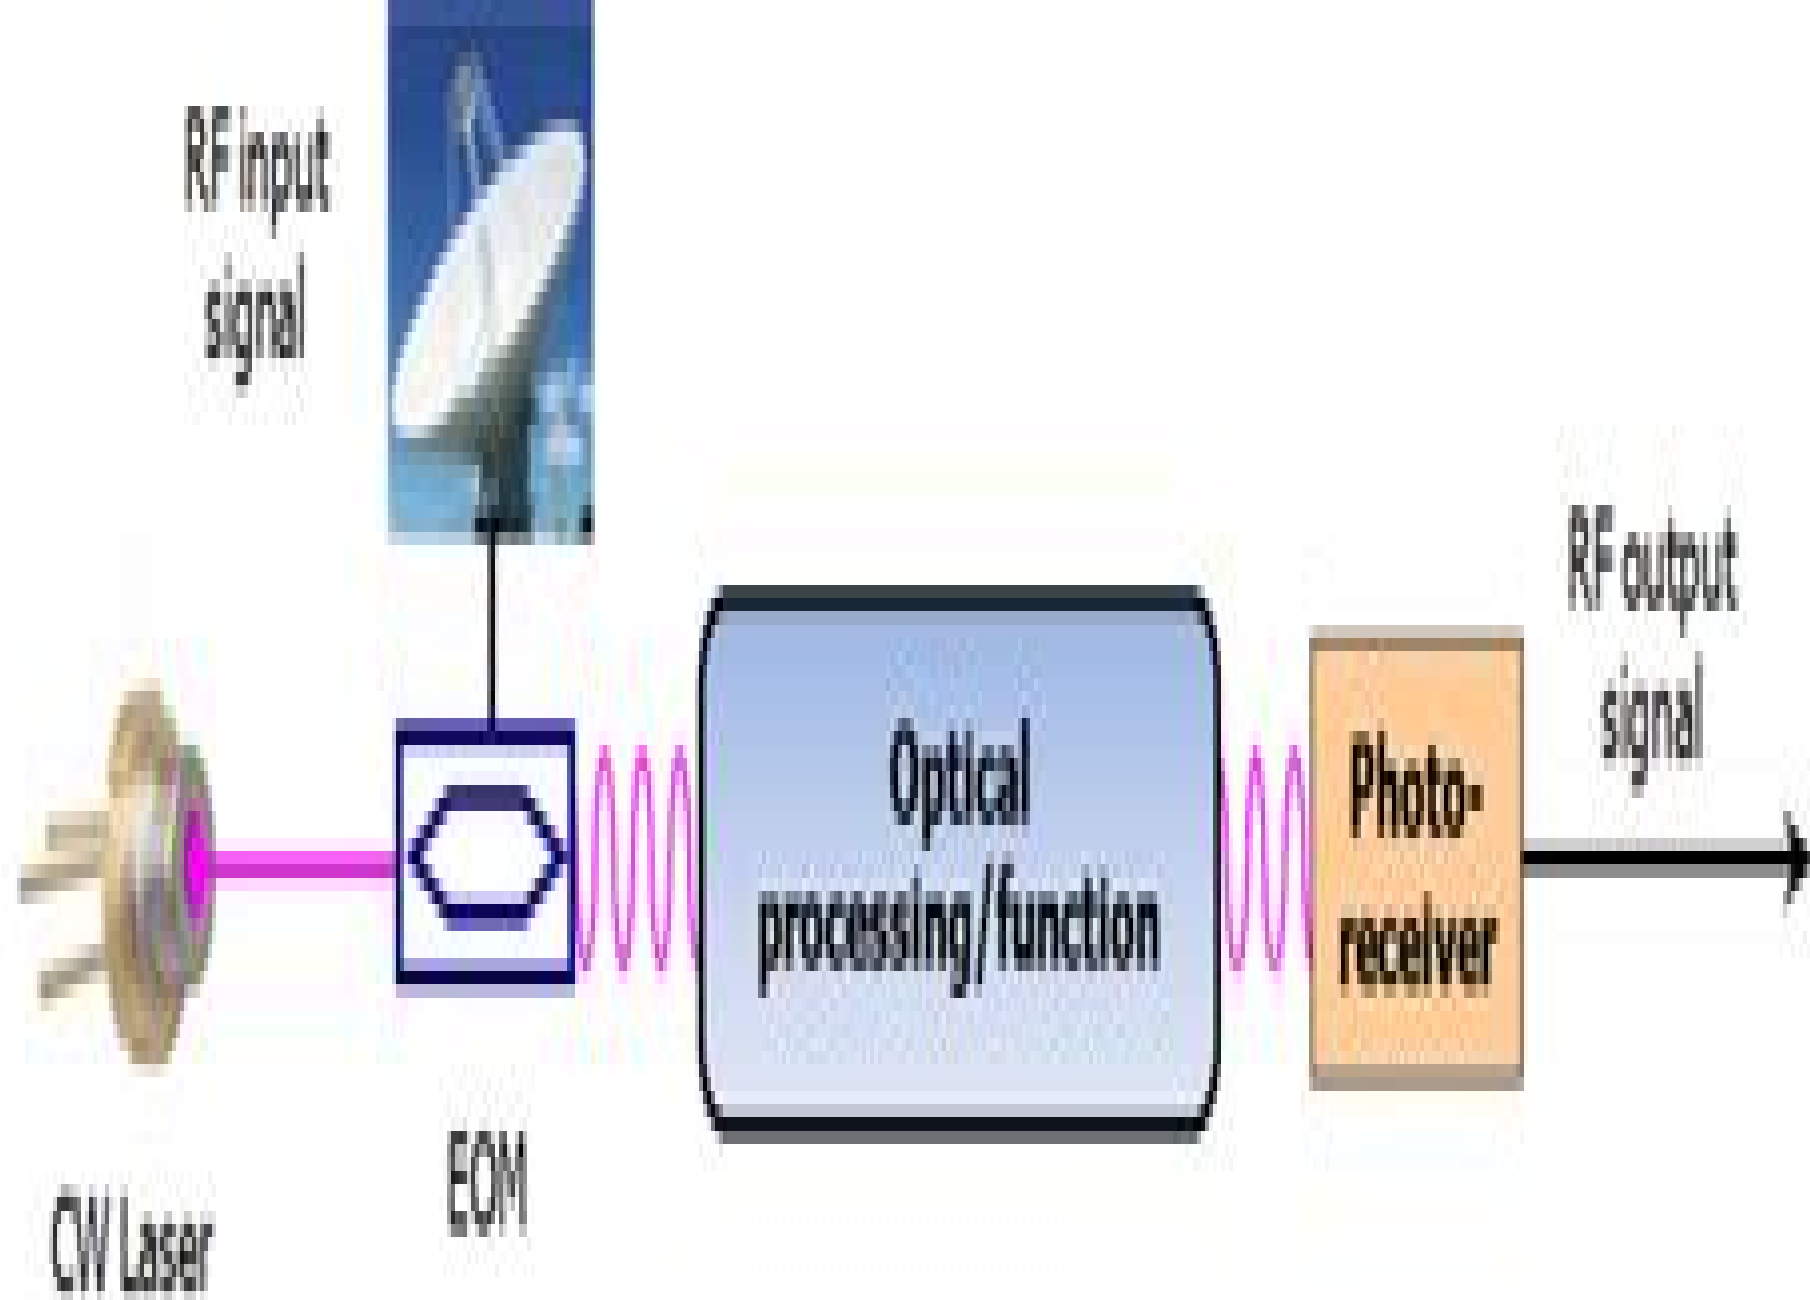 RF input
signal
RF output
signal
Optical
processing/function
Photo-
receiver
EOM
CW Laser